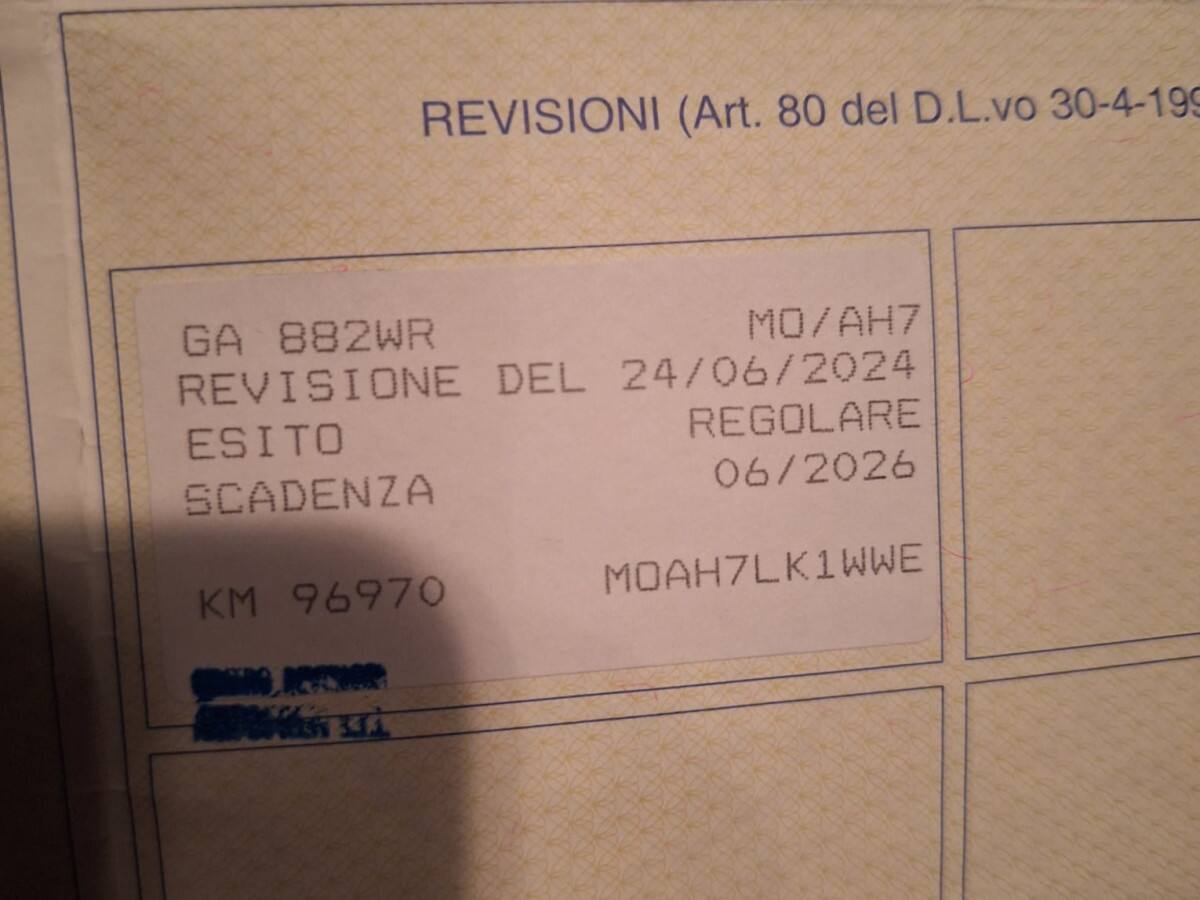 REVISIONI (Art. 80 del D.L.vo 30-4-199
GA 882WR MO/AH7
REVISIONE DEL 24/06/2024
ESITO REGOLARE
SCADENZA 06/2026
KM 96970 MOAH7LK1WWE